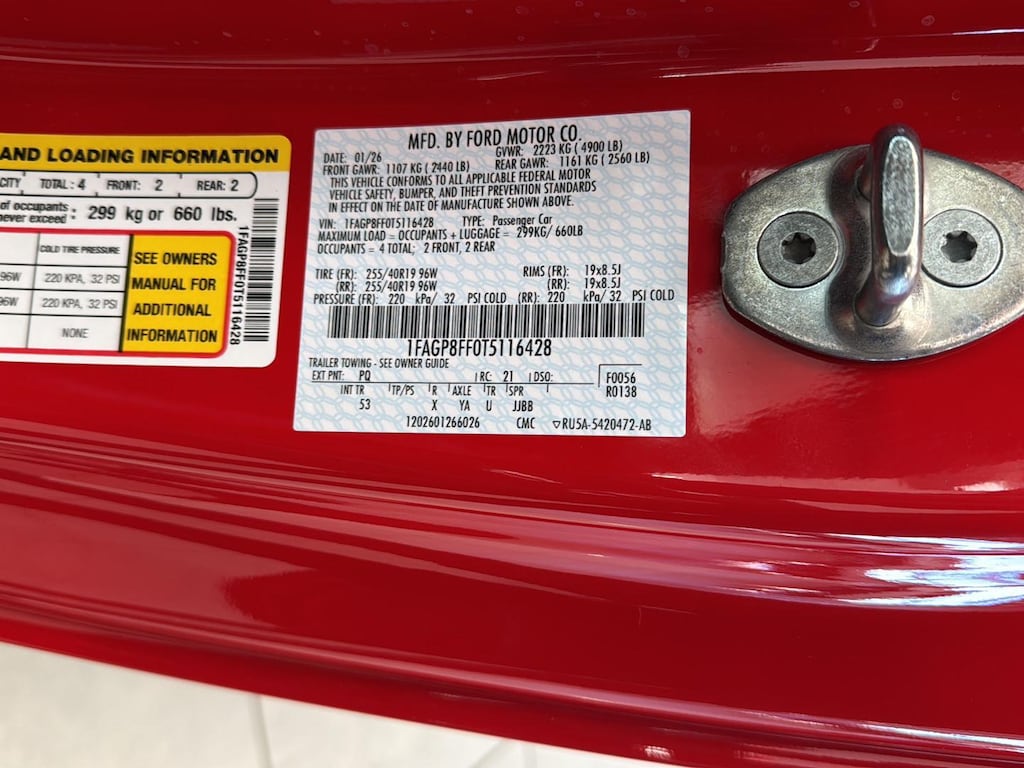 AND LOADING INFORMATION
CITY TOTAL: 4 FRONT: 2 REAR: 2
of occupants
never exceed : 299 kg or 660 lbs.
COLD TIRE PRESSURE
96W 220 KPA, 32 PSI
96W 220 KPA, 32 PSI
NONE
SEE OWNERS
MANUAL FOR
ADDITIONAL
INFORMATION
1FAGP8FF0T5116428
MFD. BY FORD MOTOR CO.
DATE: 01/26 GVWR: 2223 KG ( 4900 LB)
FRONT GAWR: 1107 KG ( 2440 LB) REAR GAWR: 1161 KG ( 2560 LB)
THIS VEHICLE CONFORMS TO ALL APPLICABLE FEDERAL MOTOR
VEHICLE SAFETY, BUMPER, AND THEFT PREVENTION STANDARDS
IN EFFECT ON THE DATE OF MANUFACTURE SHOWN ABOVE.
VIN: 1FAGP8FF0T5116428 TYPE: Passenger Car
MAXIMUM LOAD = OCCUPANTS + LUGGAGE = 299KG/ 660LB
OCCUPANTS = 4 TOTAL; 2 FRONT, 2 REAR
TIRE (FR): 255/40R19 96W RIMS (FR): 19x8.5J
(RR): 255/40R19 96W (RR): 19x8.5J
PRESSURE (FR): 220 kPa/ 32 PSI COLD (RR): 220 kPa/ 32 PSI COLD
1FAGP8FF0T5116428
TRAILER TOWING - SEE OWNER GUIDE
EXT PNT: PQ RC: 21 DSO: F0056
INT TR TP/PS R AXLE TR SPR R0138
53 X YA U JJBB
1202601266026 CMC ▽RU5A-5420472-AB